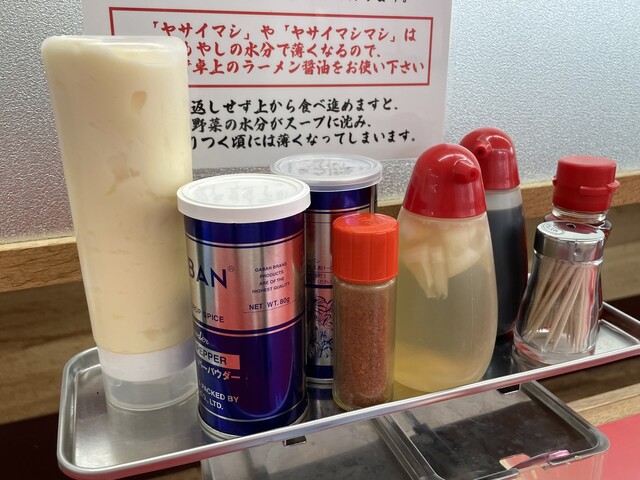 「ヤサイマシ」や「ヤサイマシマシ」は
やしの水分で薄くなるので、
卓上のラーメン醤油をお使い下さい
返しせず上から食べ進めますと、
野菜の水分がスープに沈み、
りつく頃には薄くなってしまいます。
BAN®
GABAN BRAND
PRODUCTS
ARE OF THE
HIGHEST QUALITY
NET. WT. 80g
SPICE
PEPPER
ーパウダー
PACKED BY
LTD.